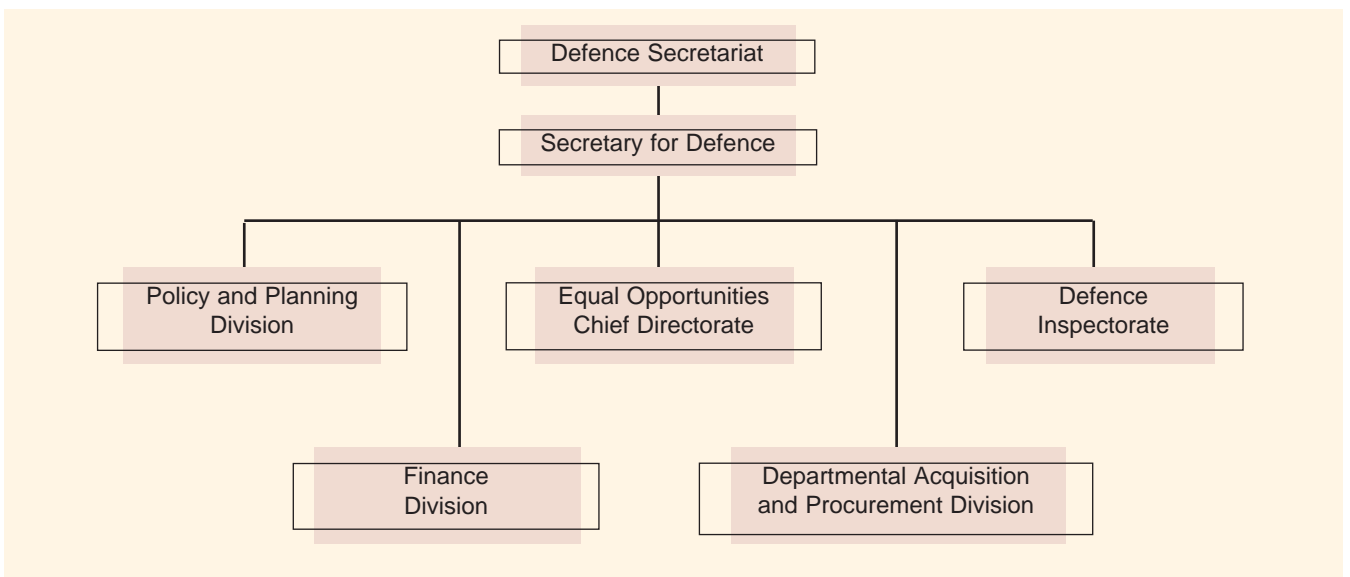 Defence Secretariat
Secretary for Defence
Policy and Planning
Division
Equal Opportunities
Chief Directorate
Defence
Inspectorate
Finance
Division
Departmental Acquisition
and Procurement Division